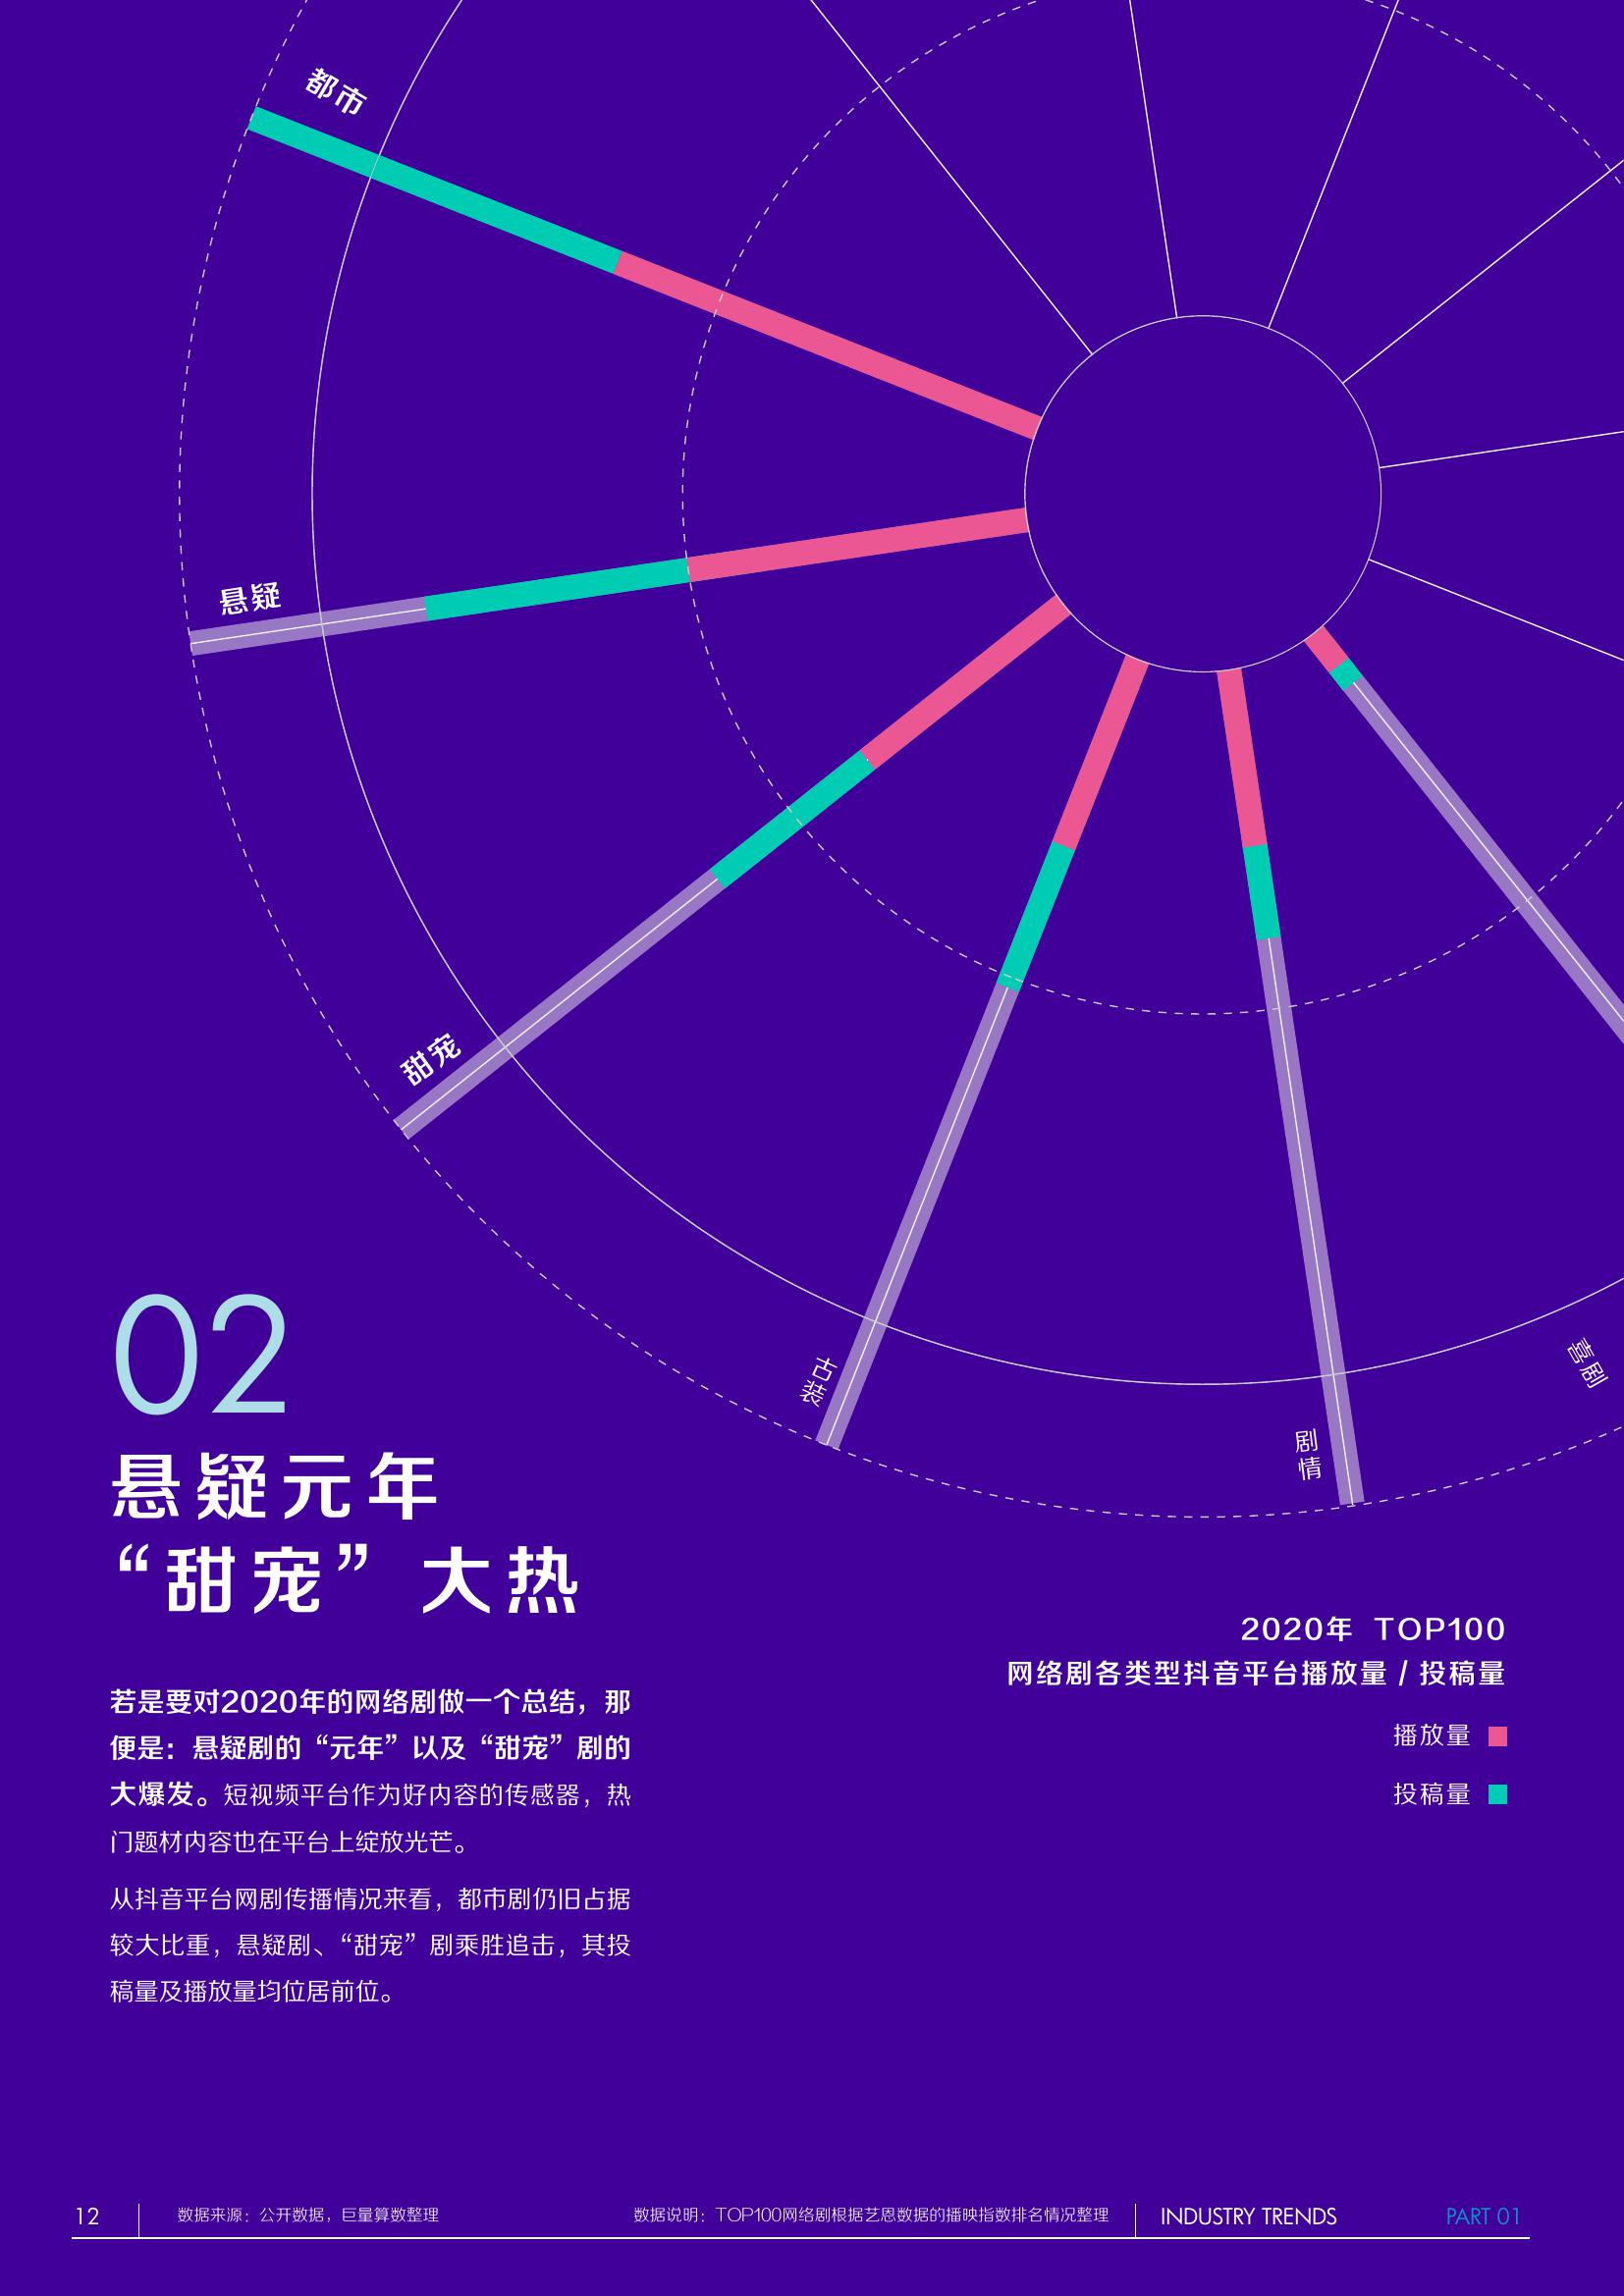 都市
悬疑
甜宠
古装
剧情
喜剧
02
悬疑元年
“甜宠”大热
若是要对2020年的网络剧做一个总结，那
便是：悬疑剧的“元年”以及“甜宠”剧的
大爆发。短视频平台作为好内容的传感器，热
门题材内容也在平台上绽放光芒。
从抖音平台网剧传播情况来看，都市剧仍旧占据
较大比重，悬疑剧、“甜宠”剧乘胜追击，其投
稿量及播放量均位居前位。
2020年 TOP100
网络剧各类型抖音平台播放量 / 投稿量
播放量
投稿量
12
数据来源：公开数据，巨量算数整理
数据说明：TOP100网络剧根据艺恩数据的播映指数排名情况整理
INDUSTRY TRENDS
PART 01